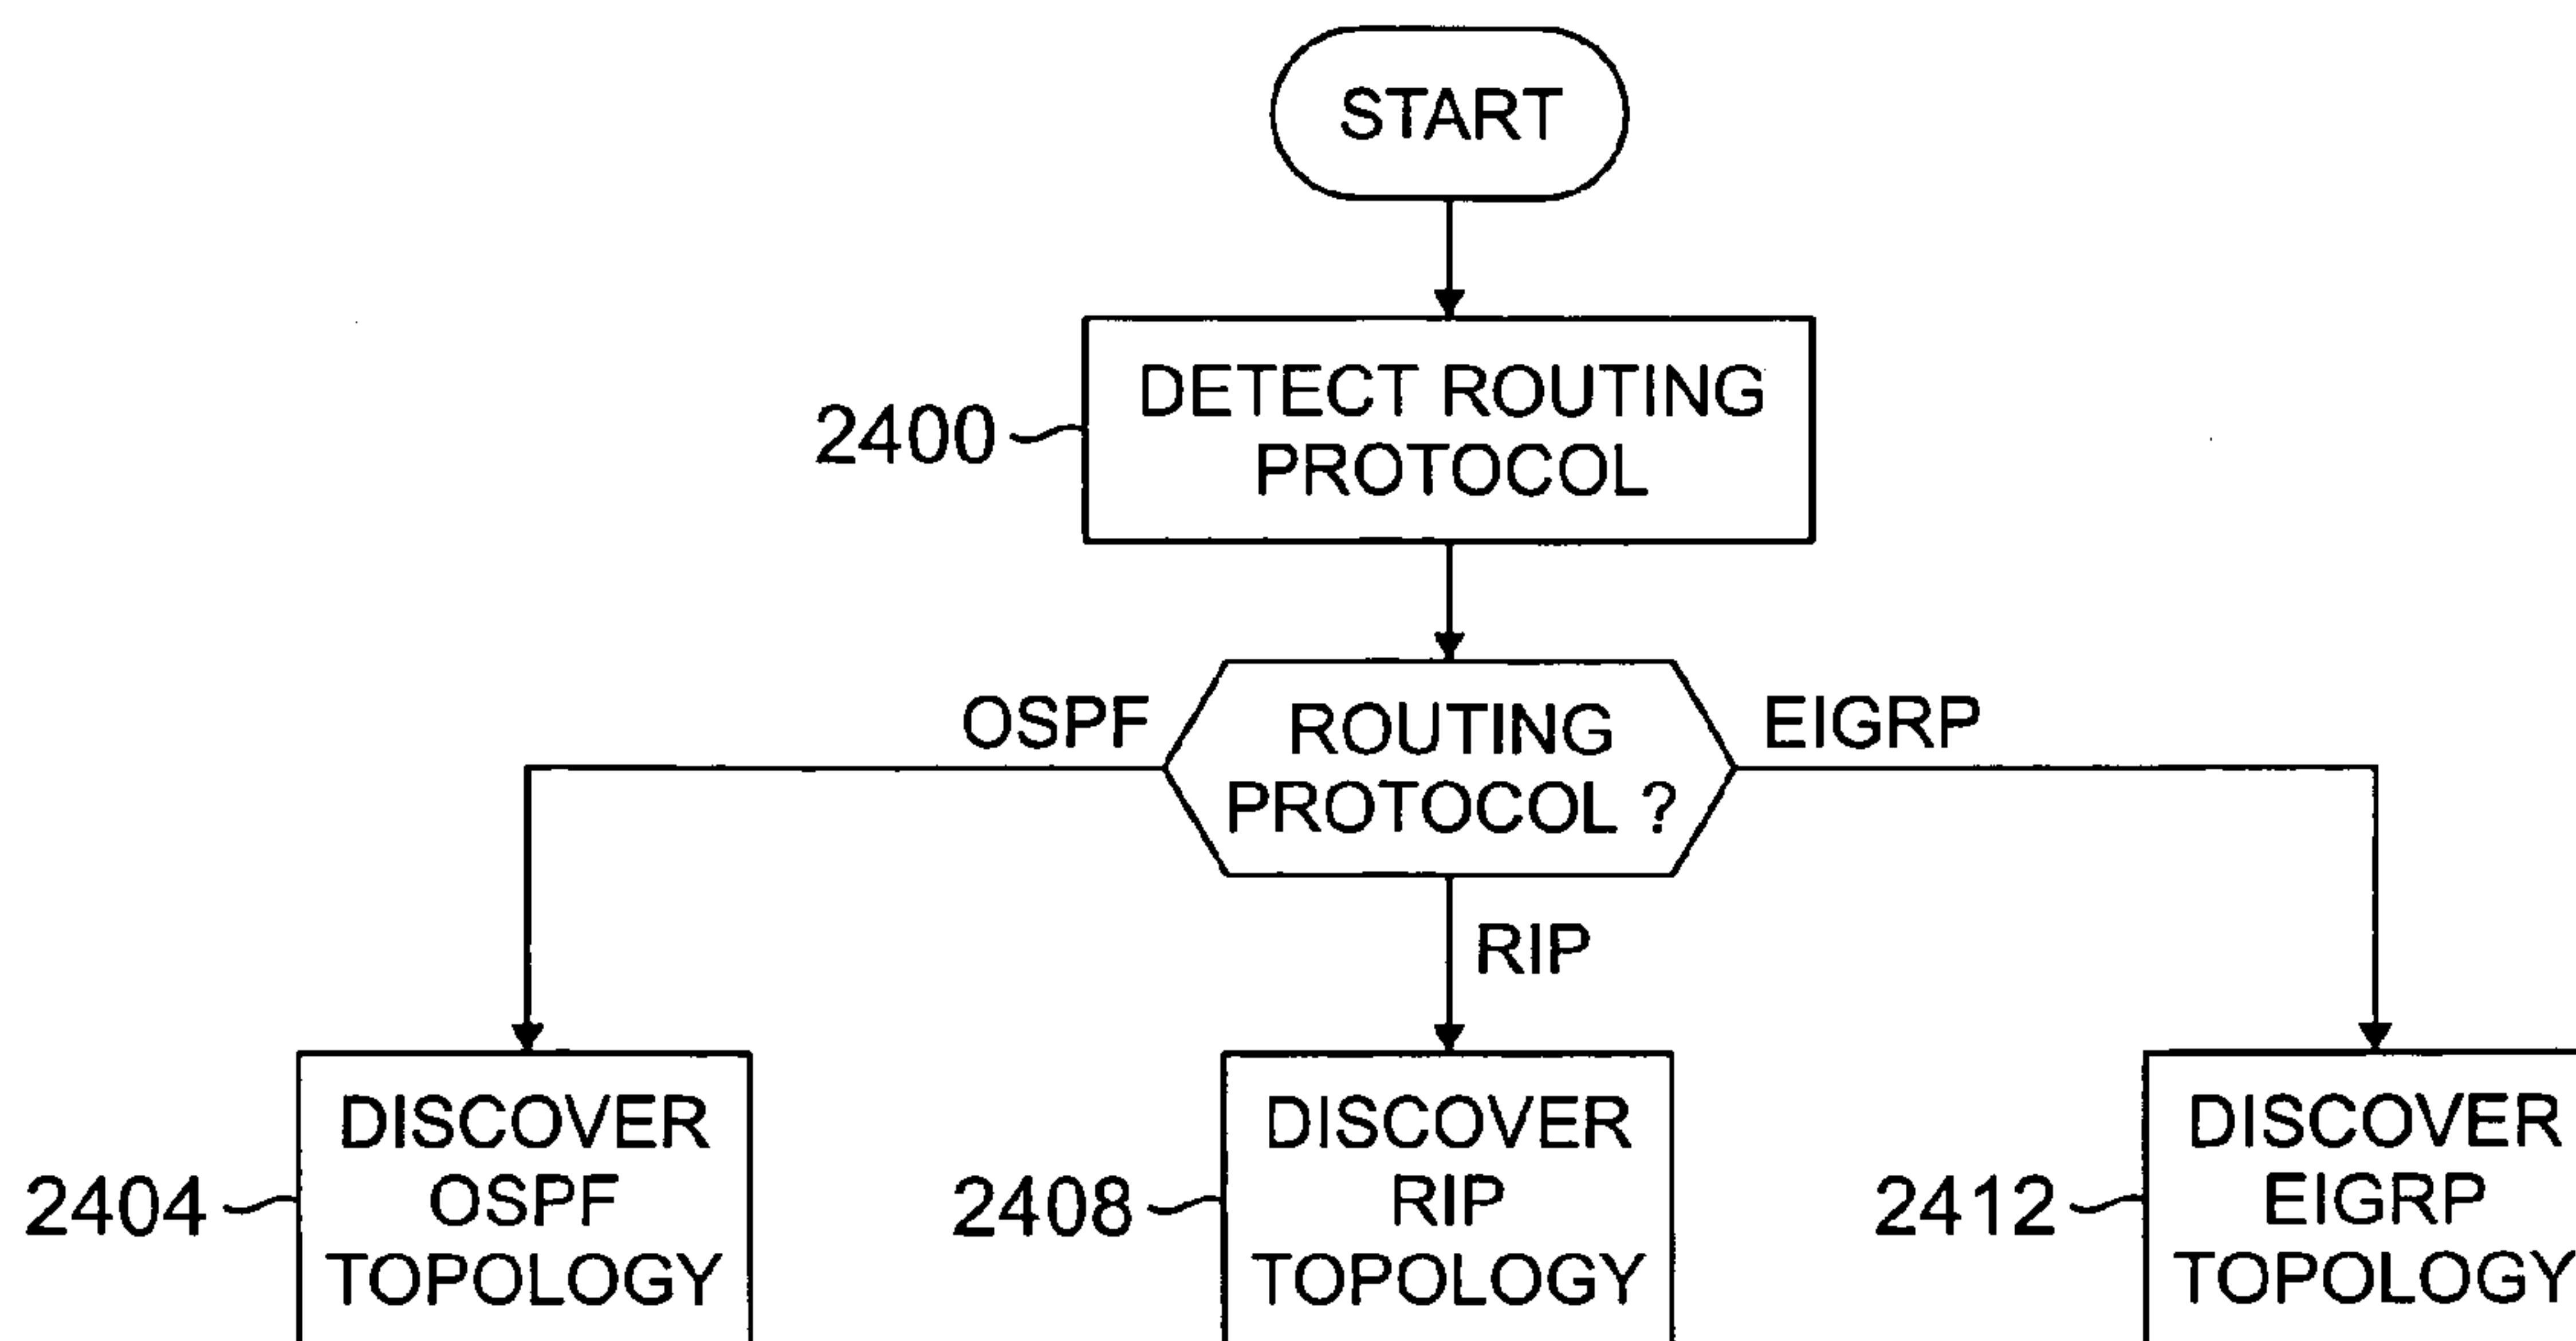 START
2400
DETECT ROUTING
PROTOCOL
OSPF
ROUTING
PROTOCOL ?
EIGRP
RIP
2404
DISCOVER
OSPF
TOPOLOGY
2408
DISCOVER
RIP
TOPOLOGY
2412
DISCOVER
EIGRP
TOPOLOGY